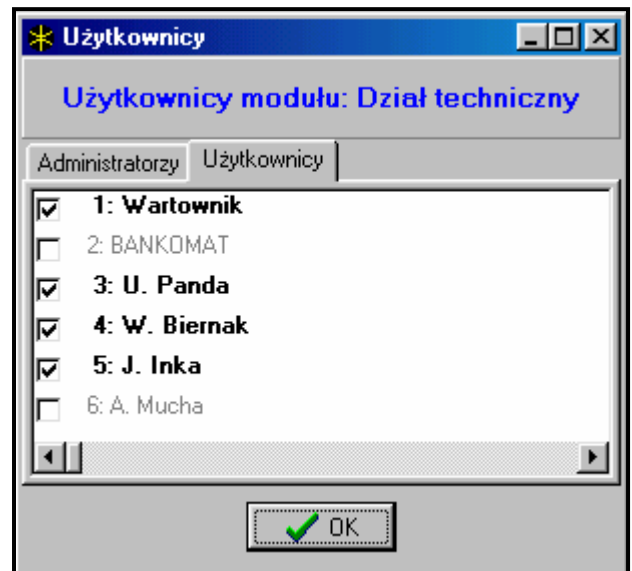 Użytkownicy
Użytkownicy modułu: Dział techniczny
Administratorzy Użytkownicy
1: Wartownik
2: BANKOMAT
3: U. Panda
4: W. Biernak
5: J. Inka
6: A. Mucha
OK